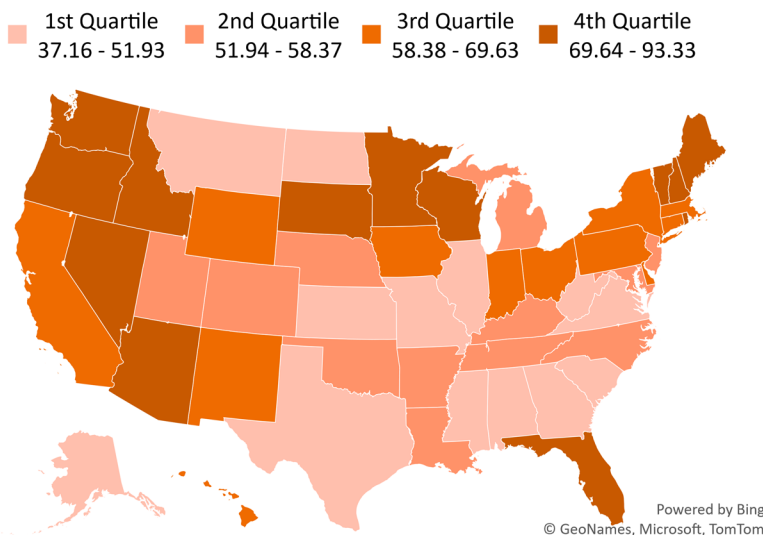 1st Quartile 2nd Quartile 3rd Quartile 4th Quartile
37.16 - 51.93 51.94 - 58.37 58.38 - 69.63 69.64 - 93.33
Powered by Bing
© GeoNames, Microsoft, TomTom